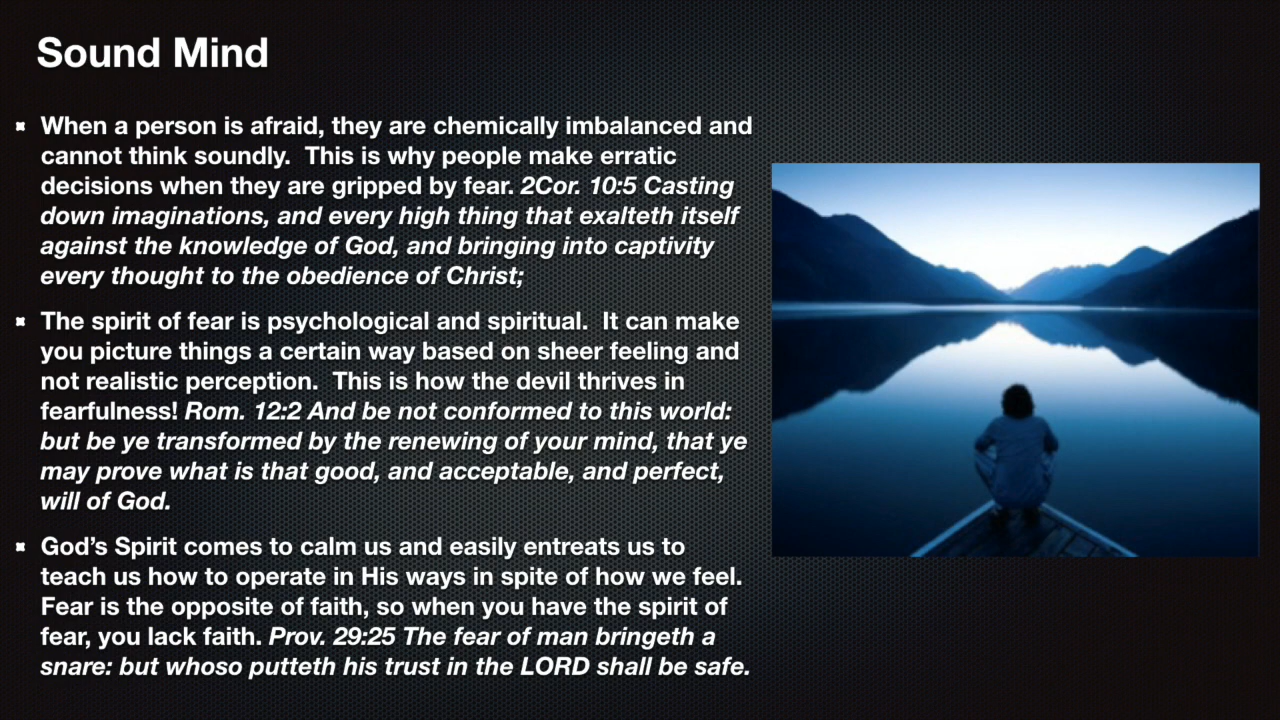 Sound Mind
When a person is afraid, they are chemically imbalanced and
cannot think soundly.  This is why people make erratic
decisions when they are gripped by fear. 2Cor. 10:5 Casting
down imaginations, and every high thing that exalteth itself
against the knowledge of God, and bringing into captivity
every thought to the obedience of Christ;
The spirit of fear is psychological and spiritual.  It can make
you picture things a certain way based on sheer feeling and
not realistic perception.  This is how the devil thrives in
fearfulness! Rom. 12:2 And be not conformed to this world:
but be ye transformed by the renewing of your mind, that ye
may prove what is that good, and acceptable, and perfect,
will of God.
God’s Spirit comes to calm us and easily entreats us to
teach us how to operate in His ways in spite of how we feel.
Fear is the opposite of faith, so when you have the spirit of
fear, you lack faith. Prov. 29:25 The fear of man bringeth a
snare: but whoso putteth his trust in the LORD shall be safe.